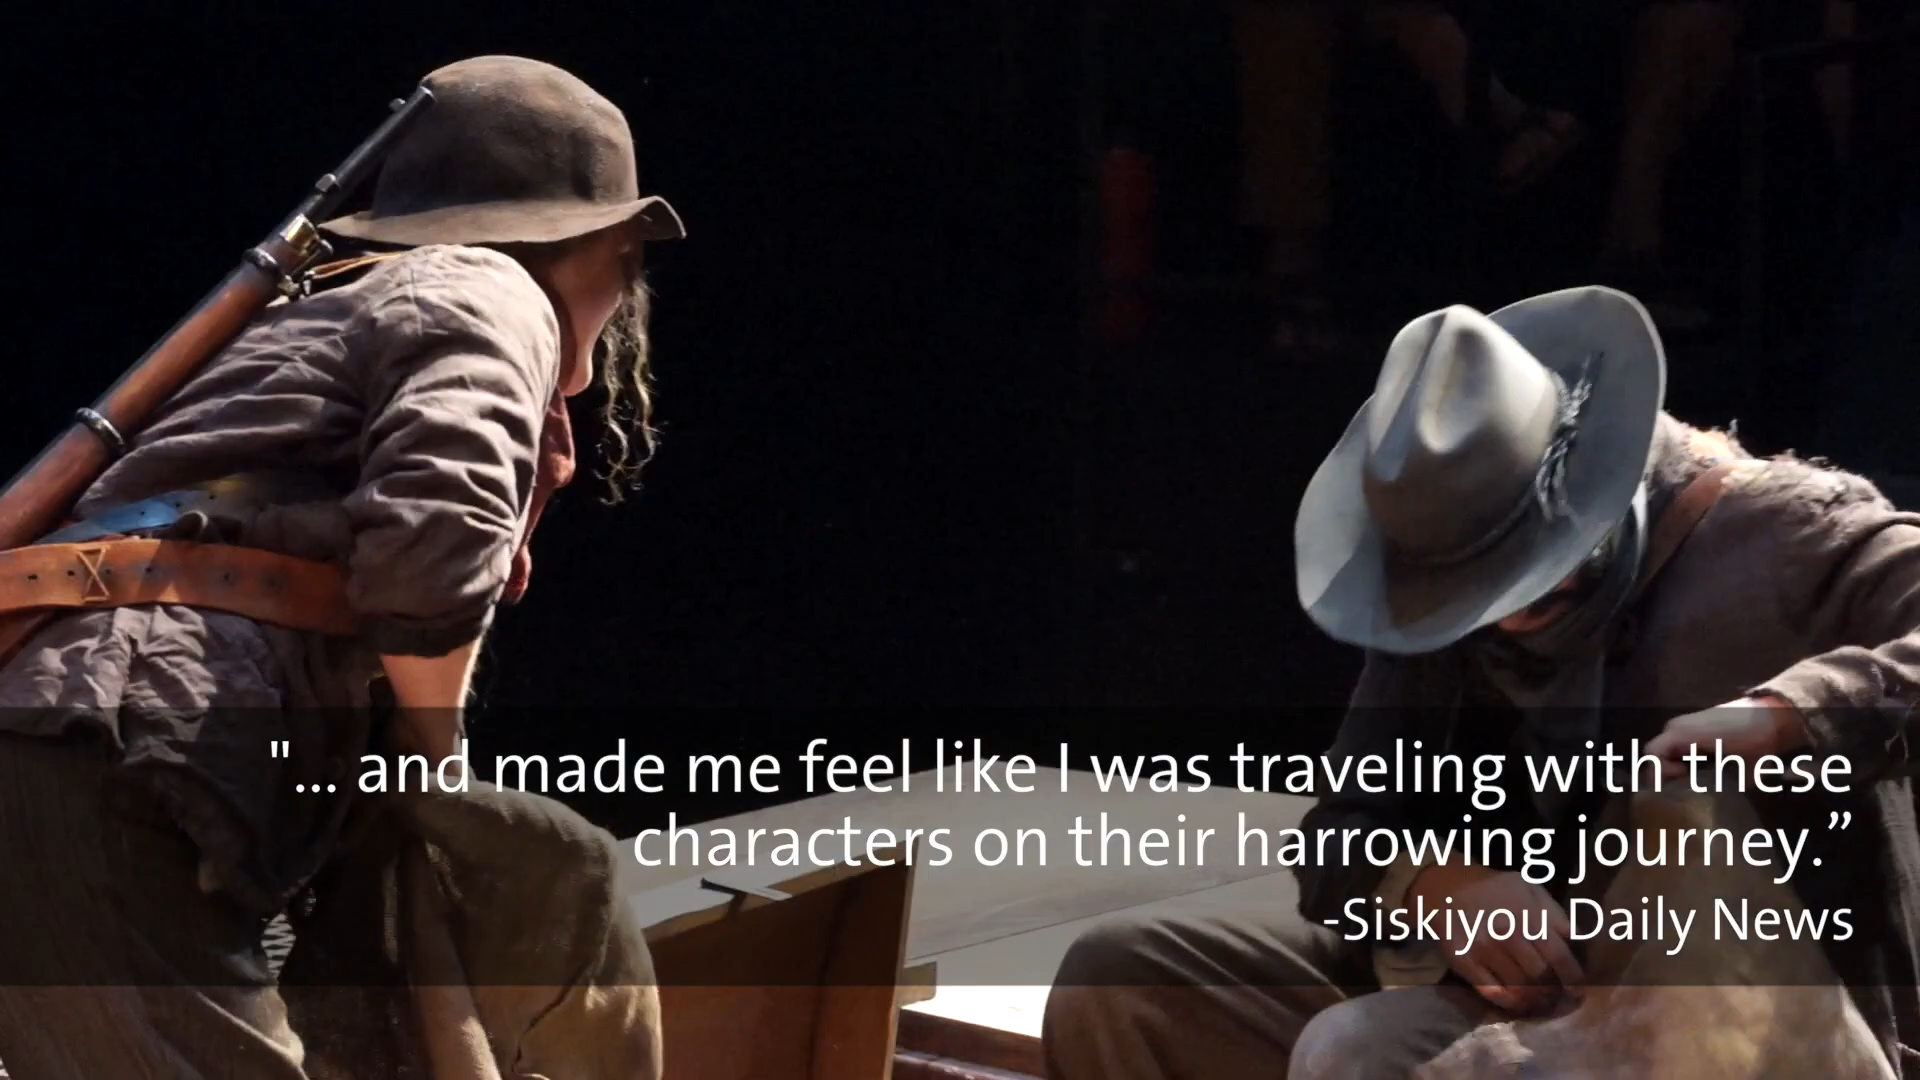 "... and made me feel like I was traveling with these
characters on their harrowing journey.”
-Siskiyou Daily News